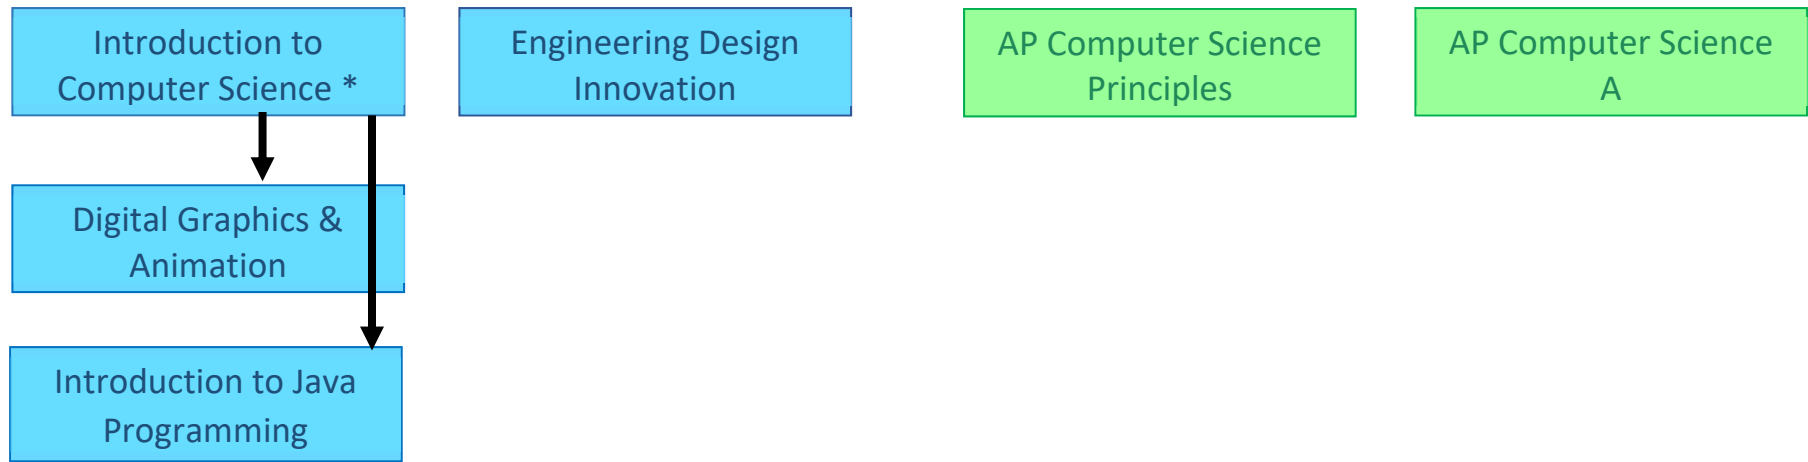 Introduction to
Computer Science *
Engineering Design
Innovation
AP Computer Science
Principles
AP Computer Science
A
Digital Graphics &
Animation
Introduction to Java
Programming